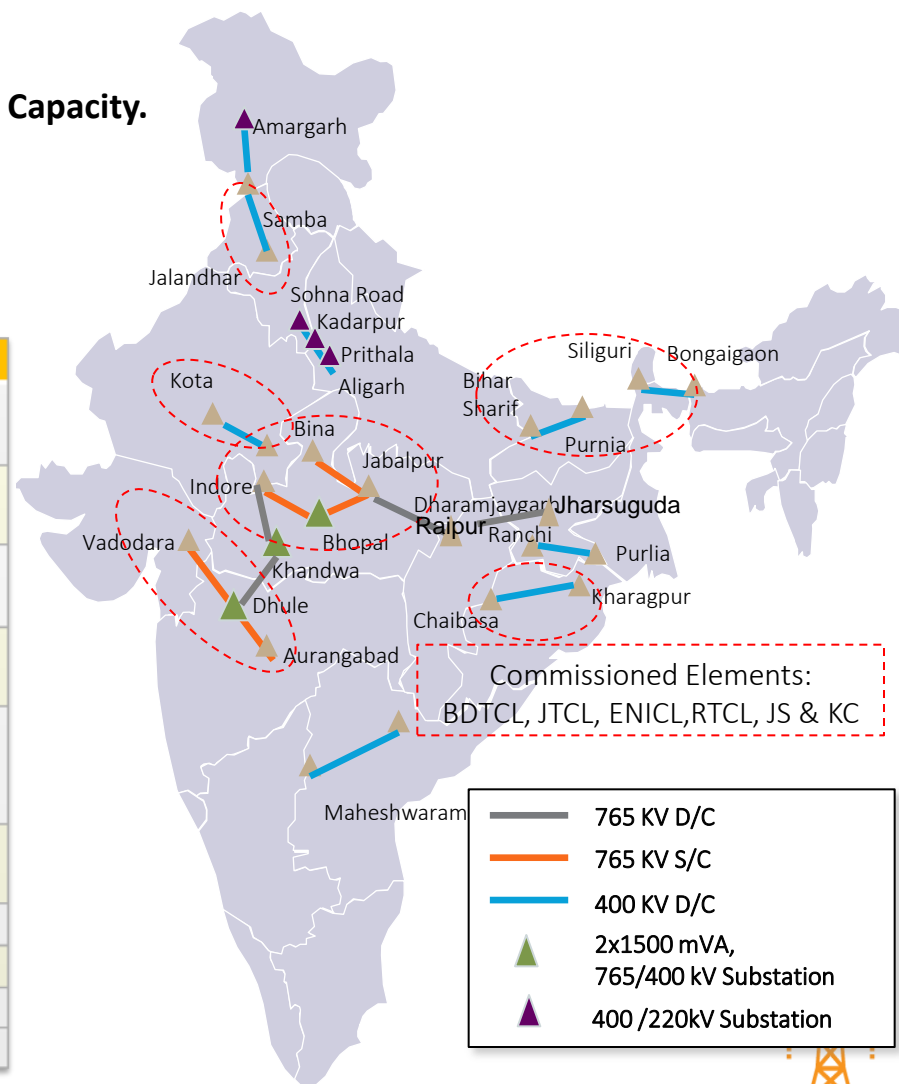 Capacity.
Amargarh
Samba
Jalandhar
Sohna Road
Kadarpur
Prithala
Aligarh
Siliguri
Bongaigaon
Kota
Bihar
Sharif
Bina
Purnia
Jabalpur
Indore
Dharamjaygarh
Jharsuguda
Raipur
Ranchi
Vadodara
Bhopal
Purlia
Khandwa
Dhule
Kharagpur
Chaibasa
Aurangabad
Commissioned Elements:
BDTCL, JTCL, ENICL,RTCL, JS & KC
Maheshwaram
765 KV D/C
765 KV S/C
400 KV D/C
2x1500 mVA,
765/400 kV Substation
400 /220kV Substation